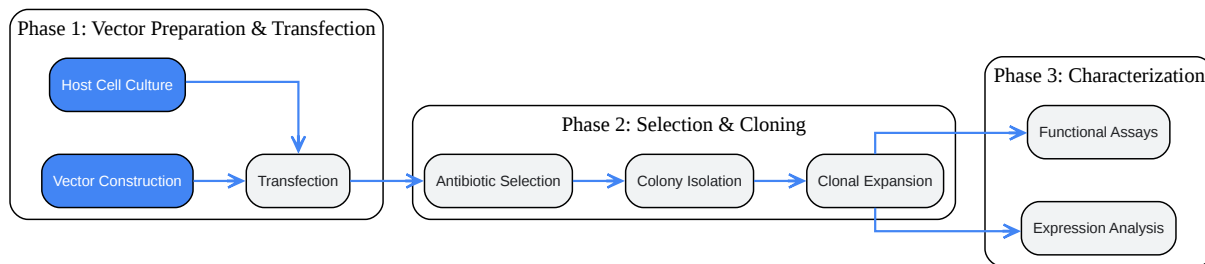 Phase 1: Vector Preparation & Transfection
Host Cell Culture
Vector Construction
Transfection
Phase 2: Selection & Cloning
Antibiotic Selection
Colony Isolation
Clonal Expansion
Phase 3: Characterization
Functional Assays
Expression Analysis